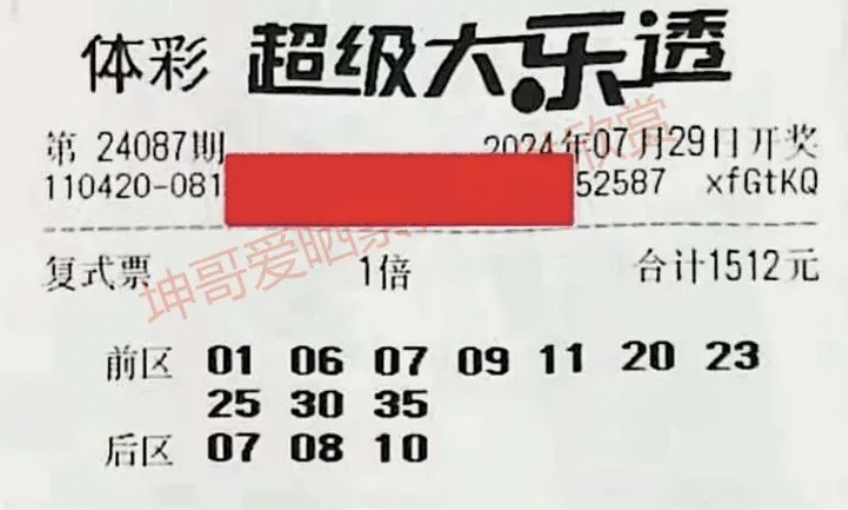 体彩 超级大乐透
第 24087期 2024年07月29日开奖
110420-081 52587 xfGtKQ
复式票 1倍 合计1512元
前区 01 06 07 09 11 20 23
25 30 35
后区 07 08 10
坤哥爱晒 欣赏